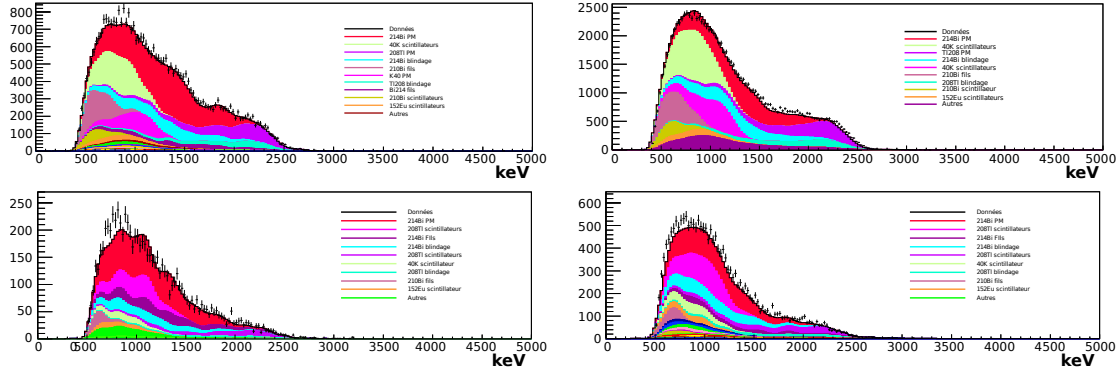 800
700
600
500
400
300
200
100
0
0 500 1000 1500 2000 2500 3000 3500 4000 4500 5000
keV
Données
214Bi PM
40K scintillateurs
208Tl PM
214Bi blindage
210Bi fils
K40 PM
Tl208 blindage
Bi214 fils
210Bi scintillateurs
152Eu scintillateurs
Autres
2500
2000
1500
1000
500
0
0 500 1000 1500 2000 2500 3000 3500 4000 4500 5000
keV
Données
214Bi PM
40K scintillateurs
Tl208 PM
214Bi blindage
40K scintillateurs
210Bi fils
208Tl blindage
210Bi scintillateur
152Eu scintillateurs
Autres
250
200
150
100
50
0
0 500 1000 1500 2000 2500 3000 3500 4000 4500 5000
keV
Données
214Bi PM
208Tl scintillateurs
214Bi Fils
214Bi blindage
208Tl scintillateurs
40K scintillateur
208Tl blindage
210Bi fils
152Eu scintillateur
Autres
600
500
400
300
200
100
0
0 500 1000 1500 2000 2500 3000 3500 4000 4500 5000
keV
Données
214Bi PM
208Tl scintillateurs
214Bi Fils
214Bi blindage
208Tl scintillateurs
40K scintillateur
208Tl blindage
210Bi fils
152Eu scintillateur
Autres